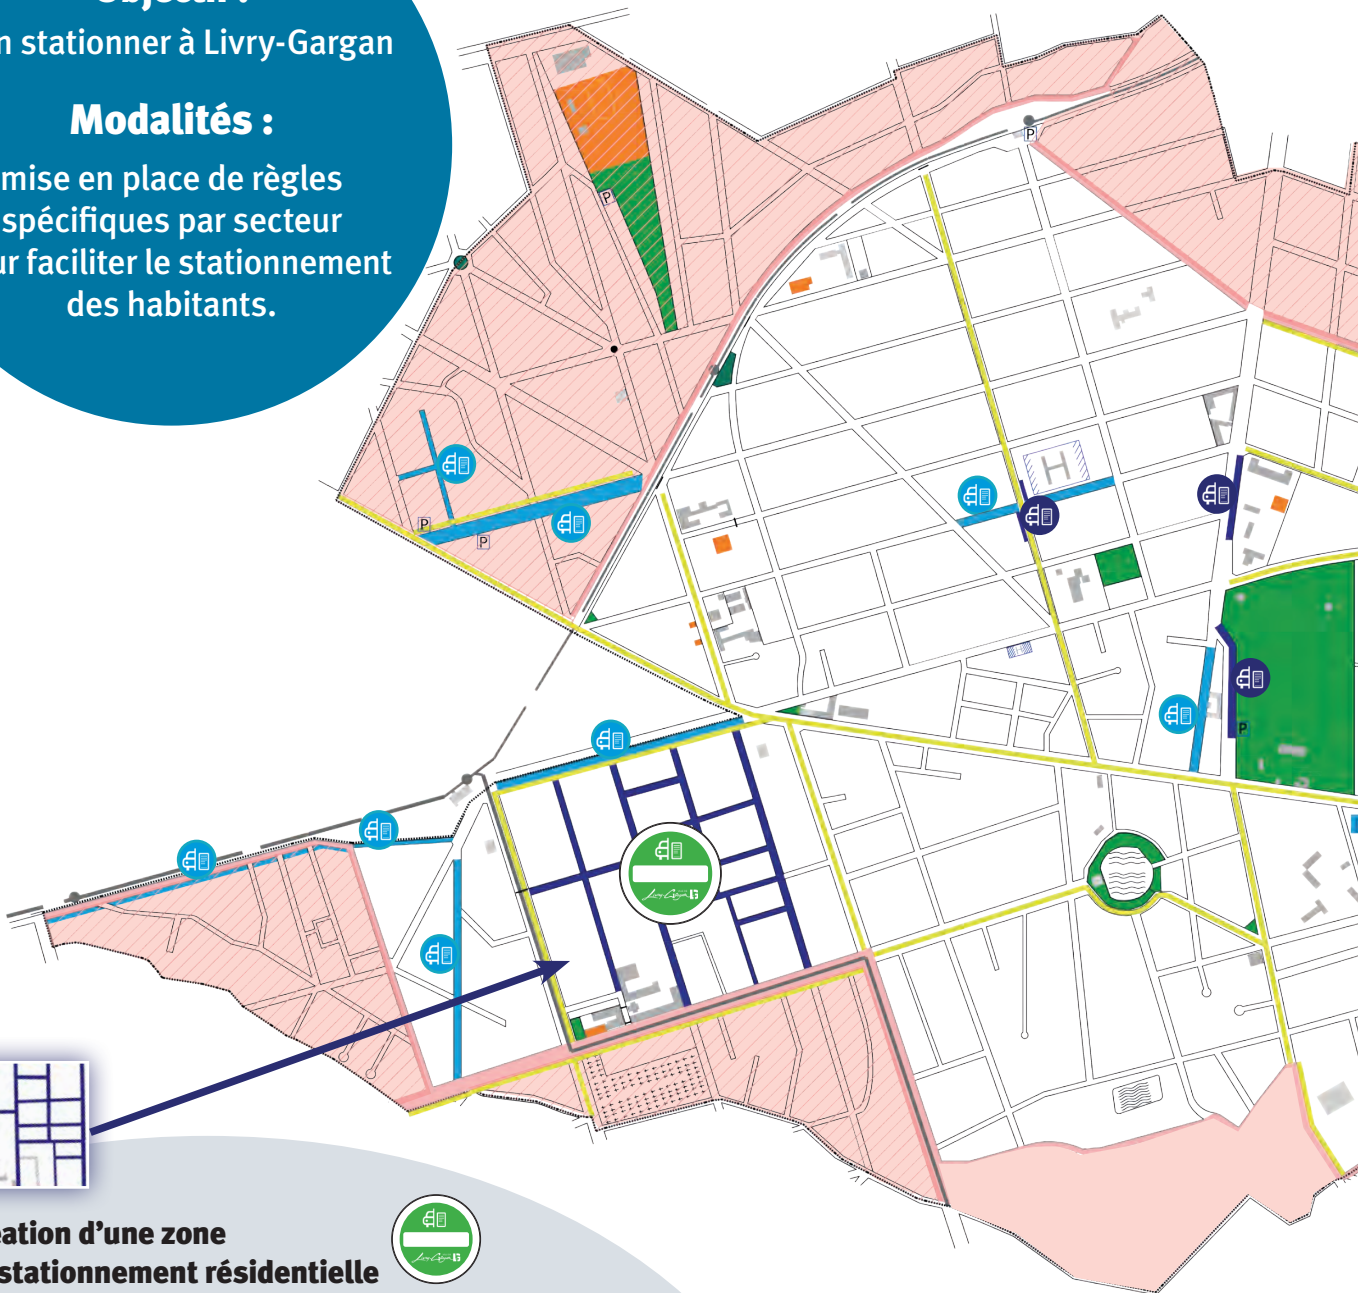 n stationner à Livry-Gargan
Modalités :
mise en place de règles
spécifiques par secteur
ur faciliter le stationnement
des habitants.
P
P
P
P
H
H
P
éation d'une zone
stationnement résidentielle